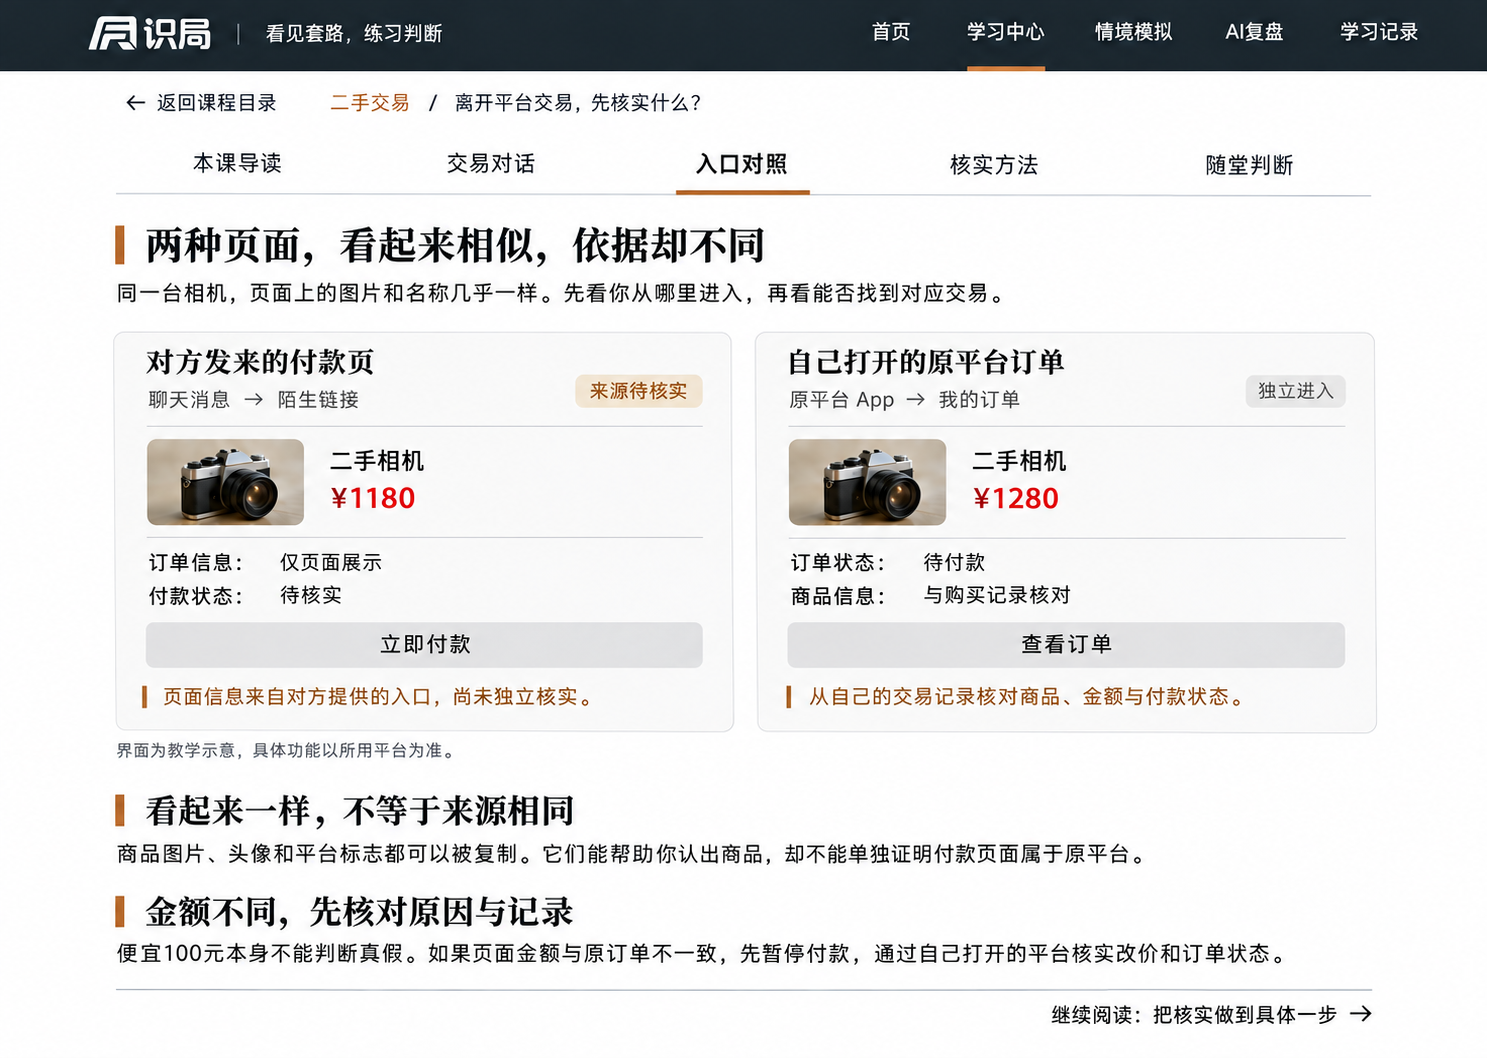 识局 | 看见套路，练习判断
首页 学习中心 情境模拟 AI复盘 学习记录
← 返回课程目录 二手交易 / 离开平台交易，先核实什么？
本课导读 交易对话 入口对照 核实方法 随堂判断
两种页面，看起来相似，依据却不同
同一台相机，页面上的图片和名称几乎一样。先看你从哪里进入，再看能否找到对应交易。
对方发来的付款页
聊天消息 → 陌生链接
来源待核实
二手相机
¥1180
订单信息： 仅页面展示
付款状态： 待核实
立即付款
页面信息来自对方提供的入口，尚未独立核实。
自己打开的原平台订单
原平台 App → 我的订单
独立进入
二手相机
¥1280
订单状态： 待付款
商品信息： 与购买记录核对
查看订单
从自己的交易记录核对商品、金额与付款状态。
界面为教学示意，具体功能以所用平台为准。
看起来一样，不等于来源相同
商品图片、头像和平台标志都可以被复制。它们能帮助你认出商品，却不能单独证明付款页面属于原平台。
金额不同，先核对原因与记录
便宜100元本身不能判断真假。如果页面金额与原订单不一致，先暂停付款，通过自己打开的平台核实改价和订单状态。
继续阅读：把核实做到具体一步 →